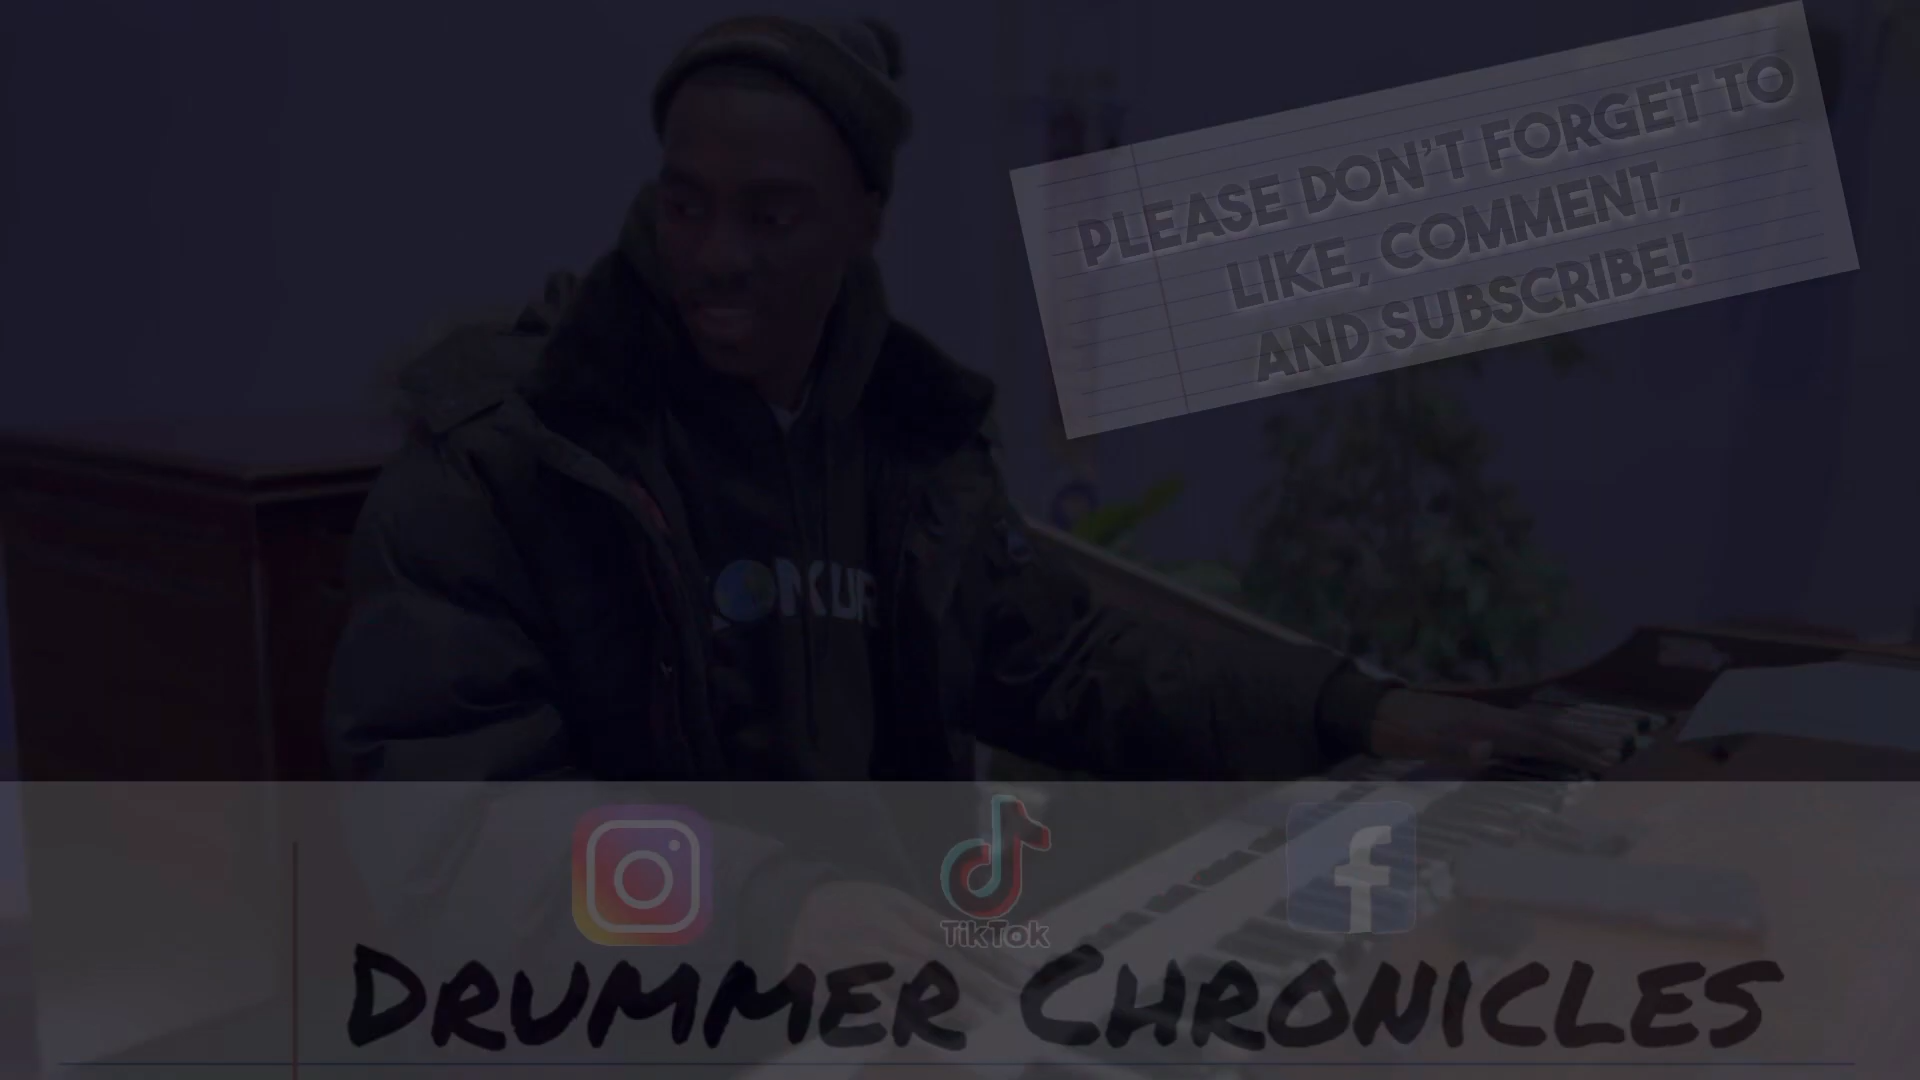 PLEASE DON'T FORGET TO
LIKE, COMMENT,
AND SUBSCRIBE!
TikTok
DRUMMER CHRONICLES